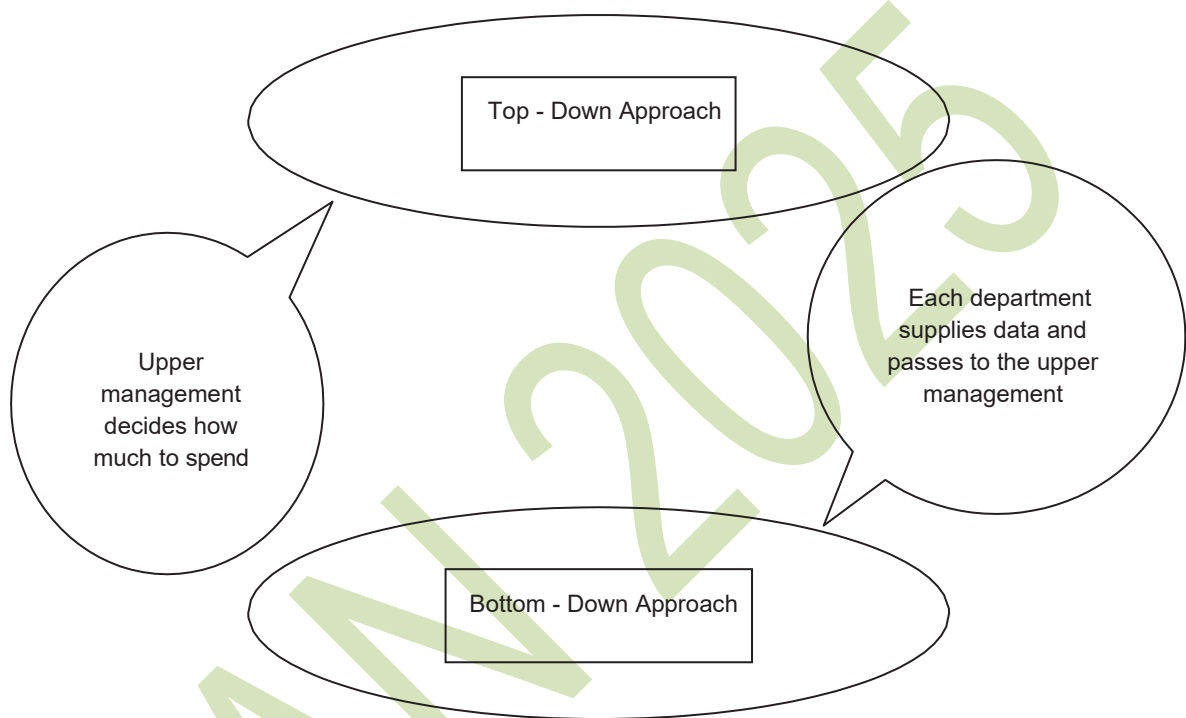 Top - Down Approach
Upper
management
decides how
much to spend
Each department
supplies data and
passes to the upper
management
Bottom - Down Approach
N 2025